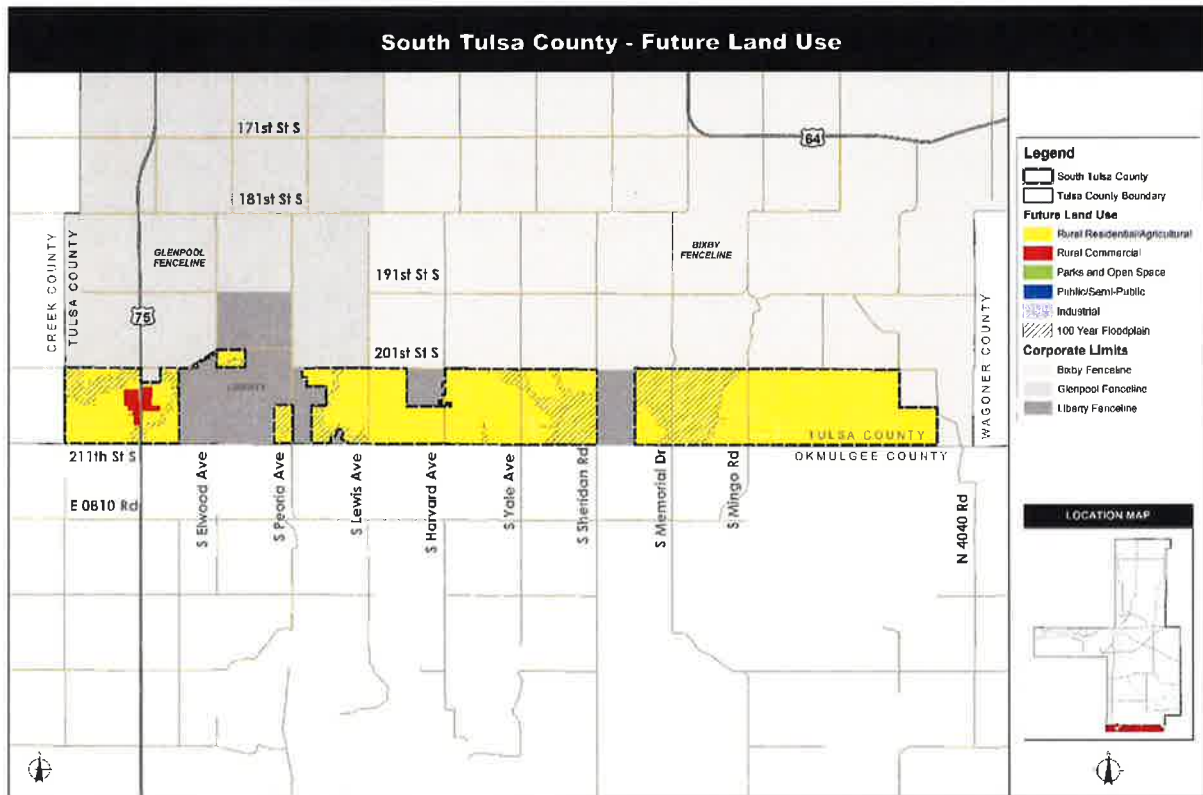 South Tulsa County - Future Land Use
171st St S
64
181st St S
CREEK COUNTY
TULSA COUNTY
GLENPOOL
FENCELINE
BIXBY
FENCELINE
191st St S
75
WAGONER COUNTY
201st St S
LIBERTY
TULSA COUNTY
OKMULGEE COUNTY
211th St S
E 0810 Rd
S Elwood Ave
S Peoria Ave
S Lewis Ave
S Harvard Ave
S Yale Ave
S Sheridan Rd
S Memorial Dr
S Mingo Rd
N 4040 Rd
Legend
South Tulsa County
Tulsa County Boundary
Future Land Use
Rural Residential/Agricultural
Rural Commercial
Parks and Open Space
Public/Semi-Public
Industrial
100 Year Floodplain
Corporate Limits
Bixby Fenceline
Glenpool Fenceline
Liberty Fenceline
LOCATION MAP